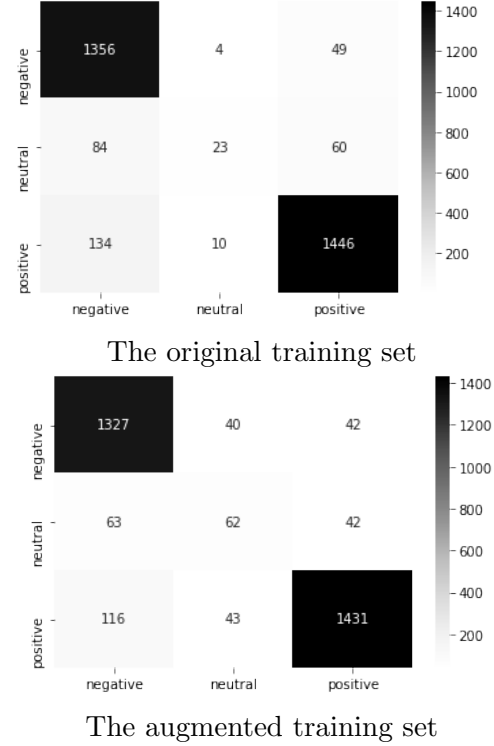 negative 1356 4 49
neutral 84 23 60
positive 134 10 1446
negative neutral positive
1400
1200
1000
800
600
400
200
The original training set
negative 1327 40 42
neutral 63 62 42
positive 116 43 1431
negative neutral positive
1400
1200
1000
800
600
400
200
The augmented training set